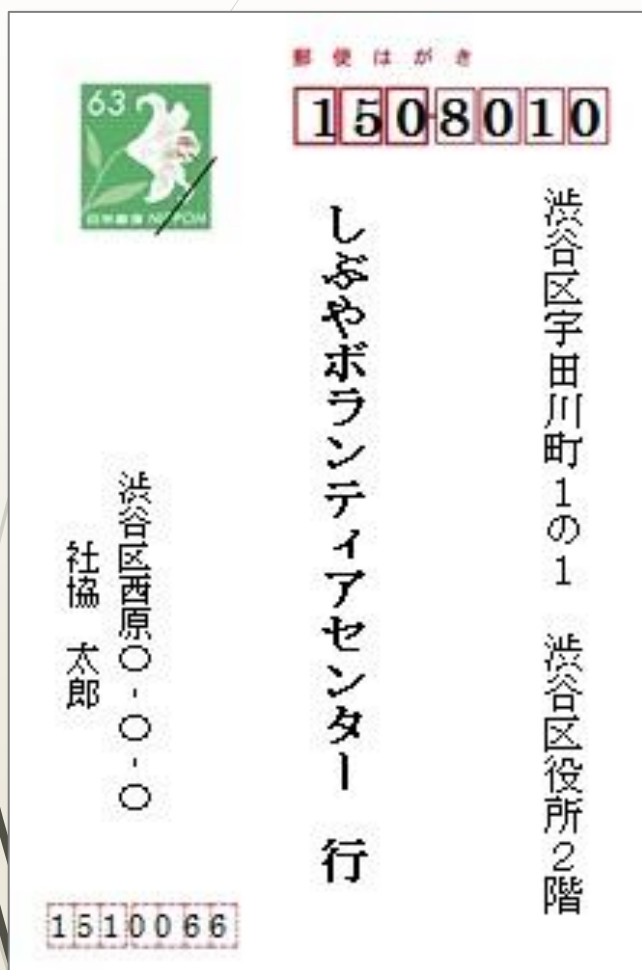 郵便はがき
1508010
渋谷区宇田川町1の1 渋谷区役所2階
しぶやボランティアセンター 行
63
日本郵便 NIPPON
渋谷区西原〇-〇-〇
社協 太郎
1510066